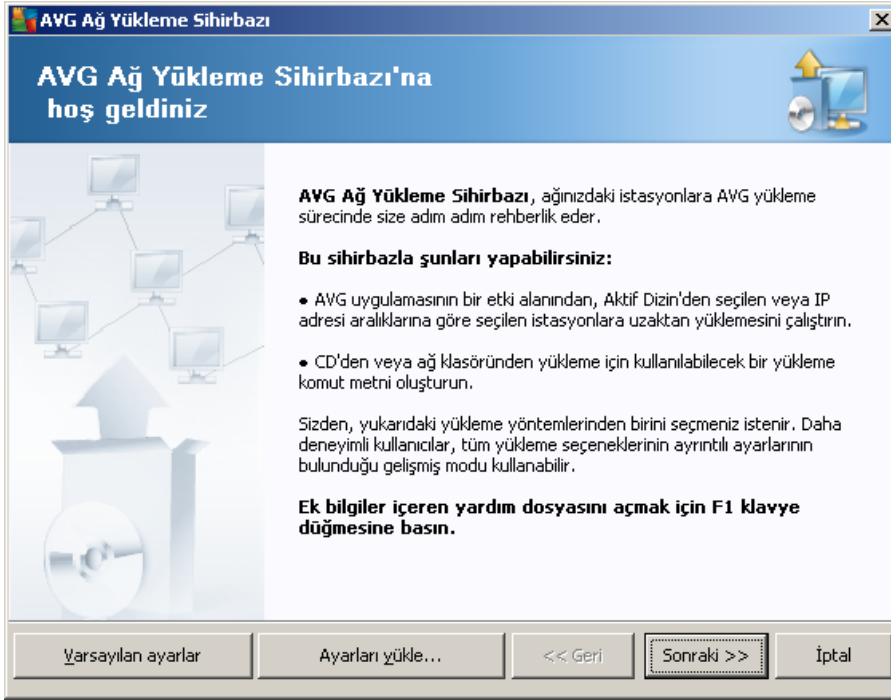 AVG Ağ Yükleme Sihirbazı
AVG Ağ Yükleme Sihirbazı'na
hoş geldiniz
AVG Ağ Yükleme Sihirbazı, ağınızdaki istasyonlara AVG yükleme
sürecinde size adım adım rehberlik eder.
Bu sihirbazla şunları yapabilirsiniz:
• AVG uygulamasının bir etki alanından, Aktif Dizin'den seçilen veya IP
adresi aralıklarına göre seçilen istasyonlara uzaktan yüklemesini çalıştırın.
• CD'den veya ağ klasöründen yükleme için kullanılabilecek bir yükleme
komut metni oluşturun.
Sizden, yukarıdaki yükleme yöntemlerinden birini seçmeniz istenir. Daha
deneyimli kullanıcılar, tüm yükleme seçeneklerinin ayrıntılı ayarlarının
bulunduğu gelişmiş modu kullanabilir.
Ek bilgiler içeren yardım dosyasını açmak için F1 klavye
düğmesine basın.
Varsayılan ayarlar
Ayarları yükle...
<< Geri
Sonraki >>
İptal